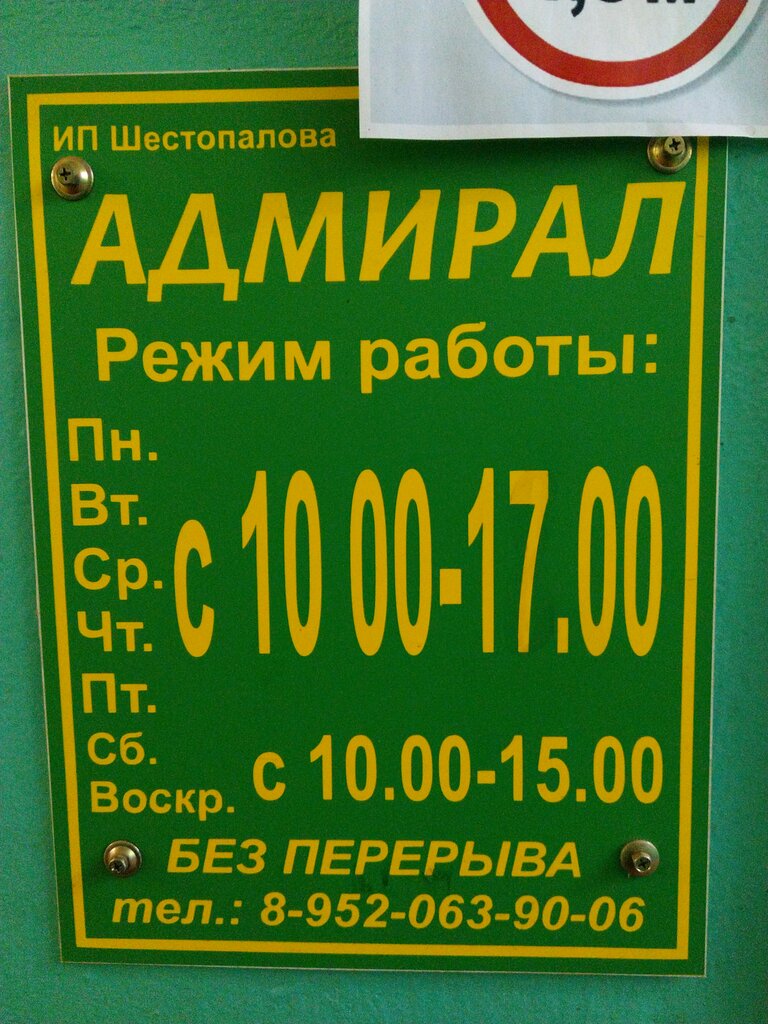 ИП Шестопалова
АДМИРАЛ
Режим работы:
Пн.
Вт.
Ср.
Чт.
Пт.
с 10 00-17.00
Сб.
Воскр.
с 10.00-15.00
БЕЗ ПЕРЕРЫВА
тел.: 8-952-063-90-06